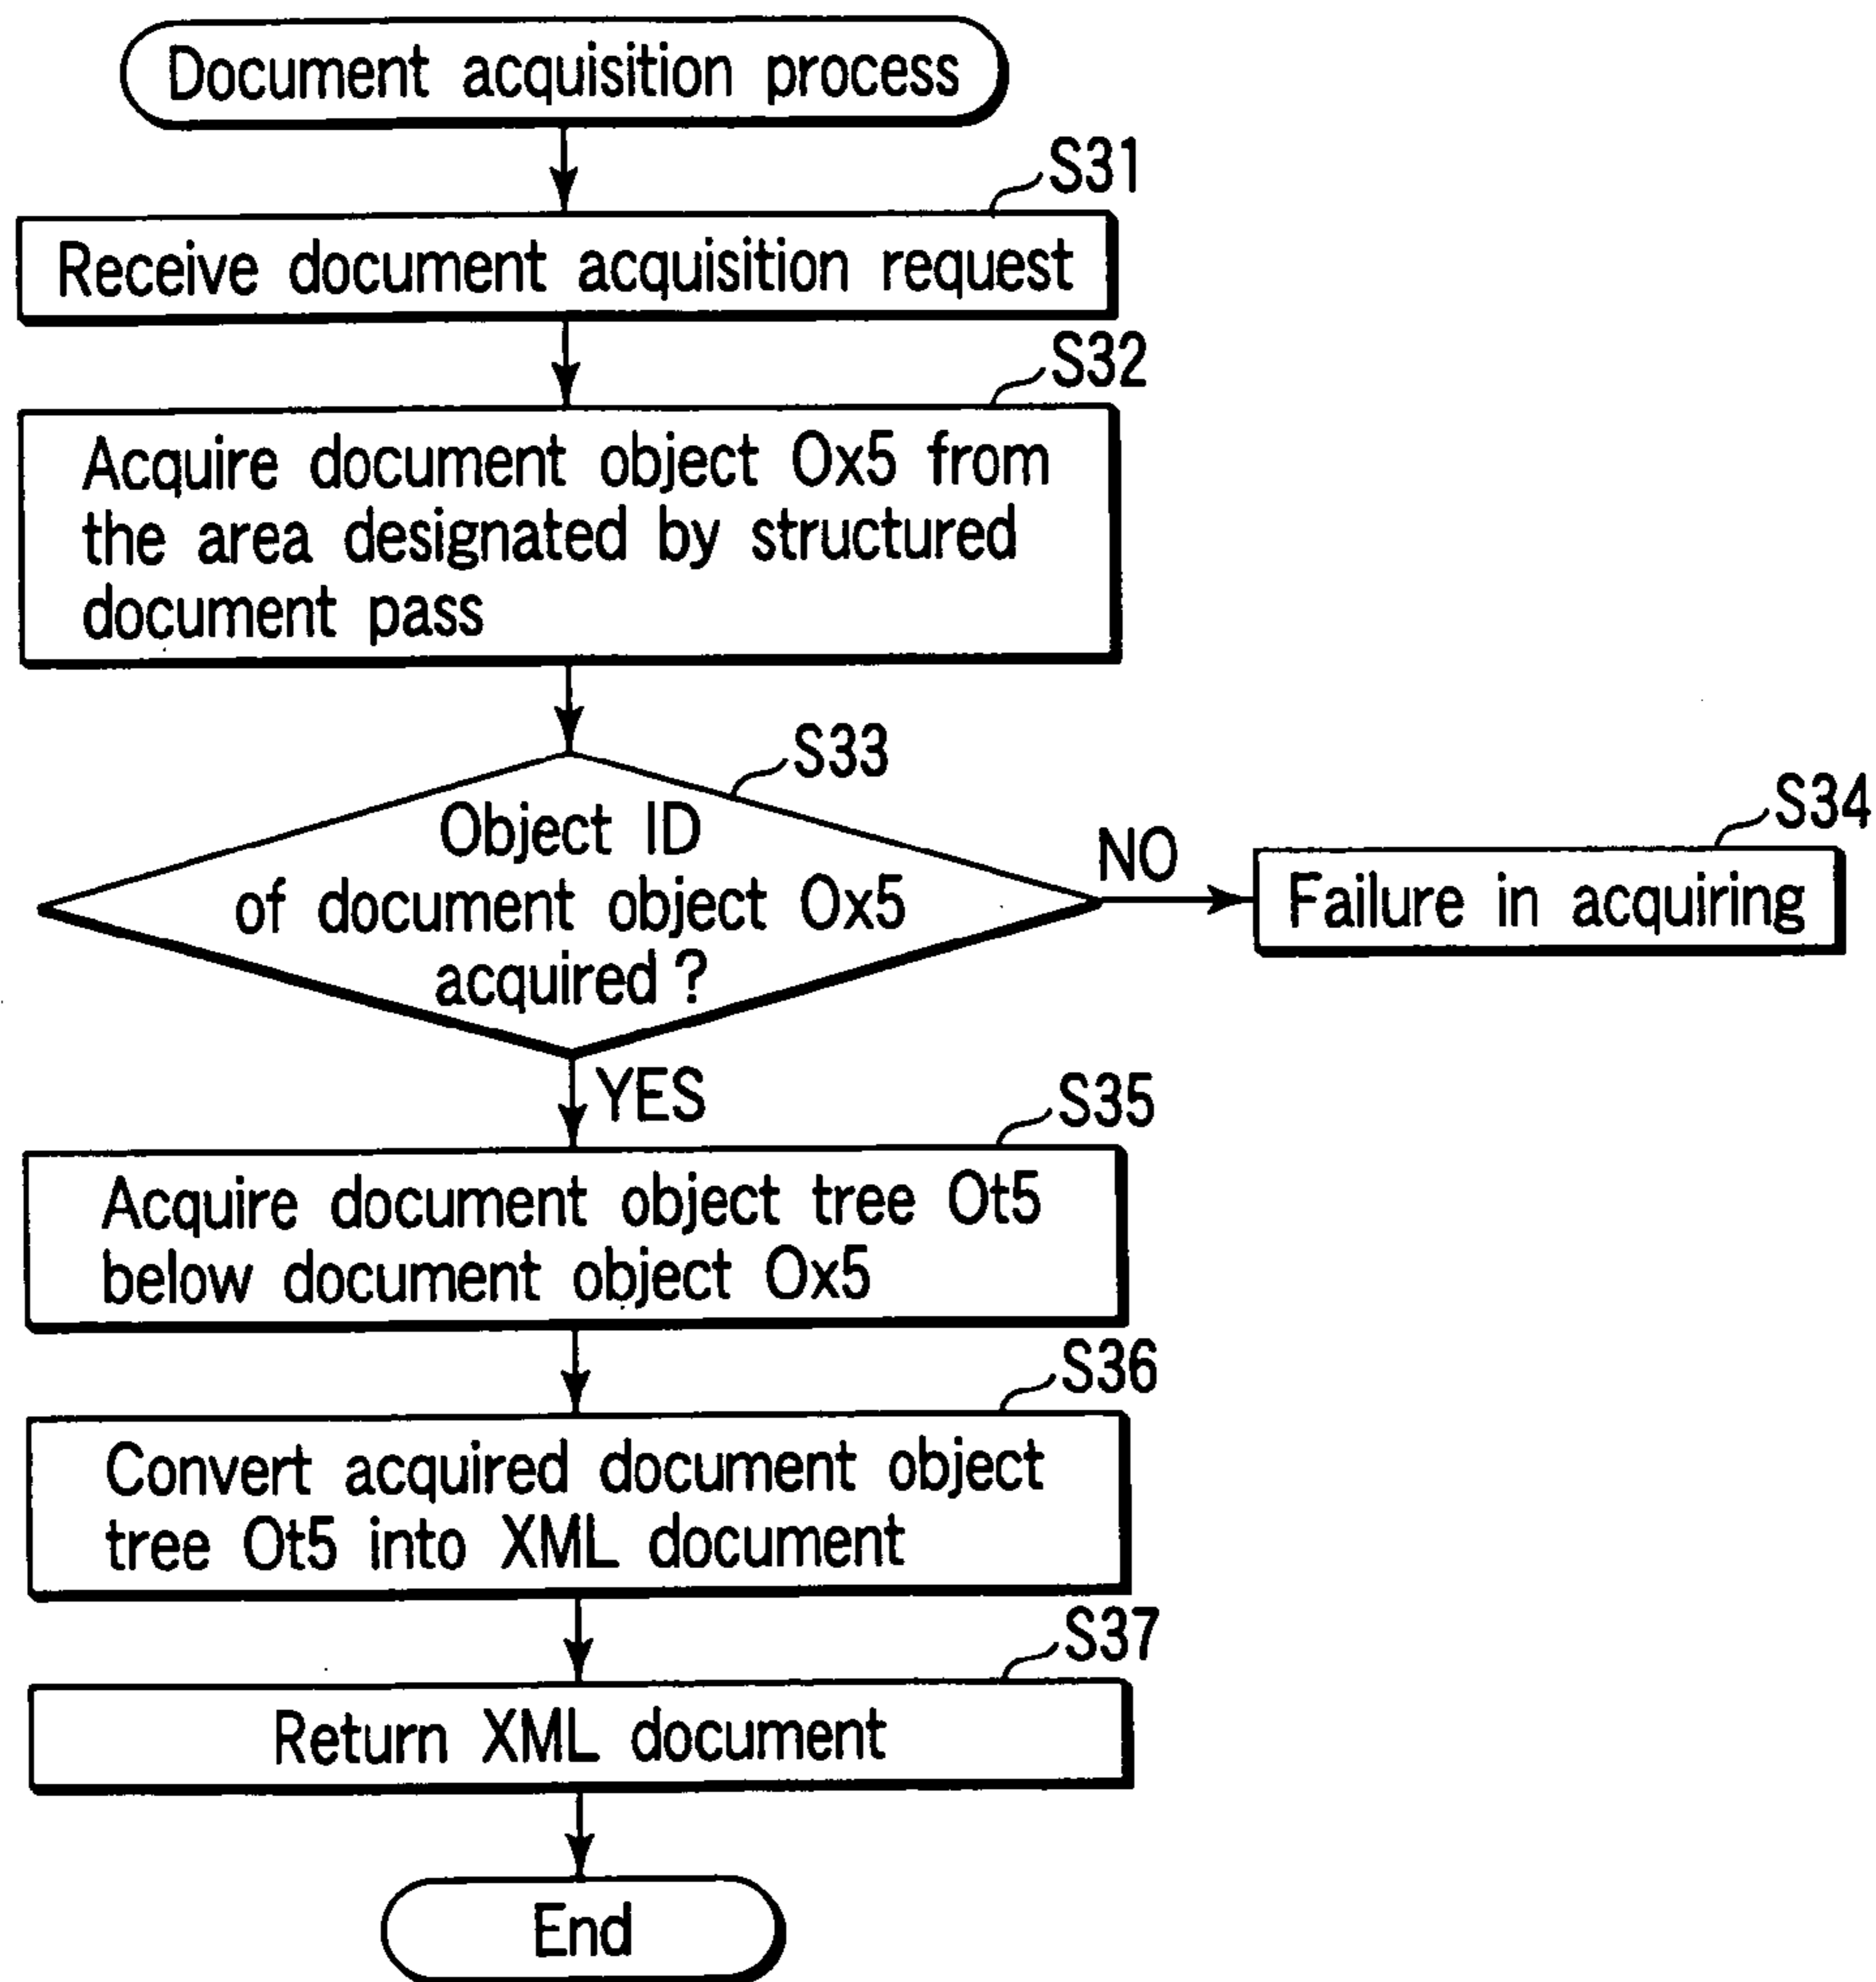 Document acquisition process
S31
Receive document acquisition request
S32
Acquire document object Ox5 from
the area designated by structured
document pass
S33
Object ID
of document object Ox5
acquired ?
NO
S34
Failure in acquiring
YES
S35
Acquire document object tree Ot5
below document object Ox5
S36
Convert acquired document object
tree Ot5 into XML document
S37
Return XML document
End